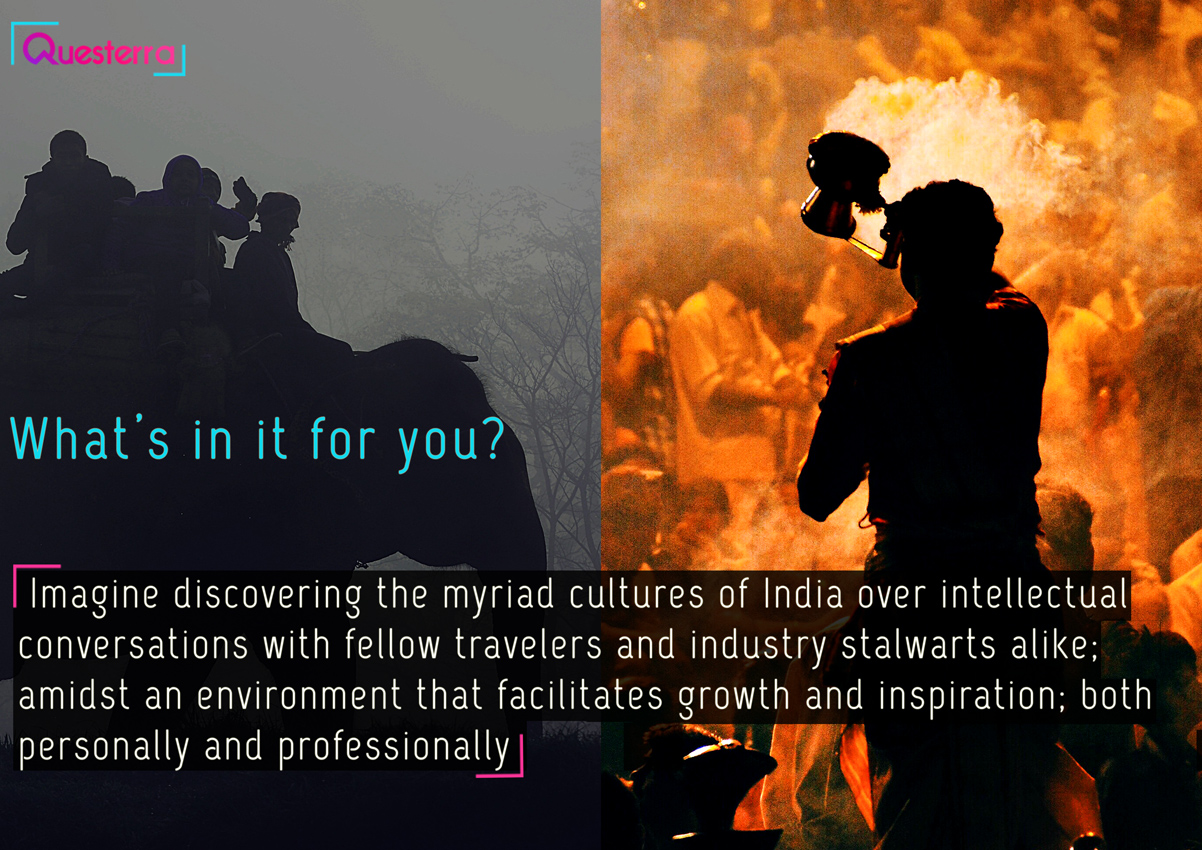 Questerra
What's in it for you?
Imagine discovering the myriad cultures of India over intellectual
conversations with fellow travelers and industry stalwarts alike;
amidst an environment that facilitates growth and inspiration; both
personally and professionally